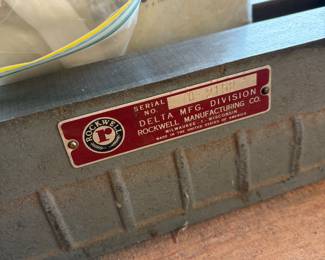 SERIAL
NO.
DELTA MFG. DIVISION
ROCKWELL MANUFACTURING CO.
MILWAUKEE - 1 - WISCONSIN
MADE IN THE UNITED STATES OF AMERICA
ROCKWELL